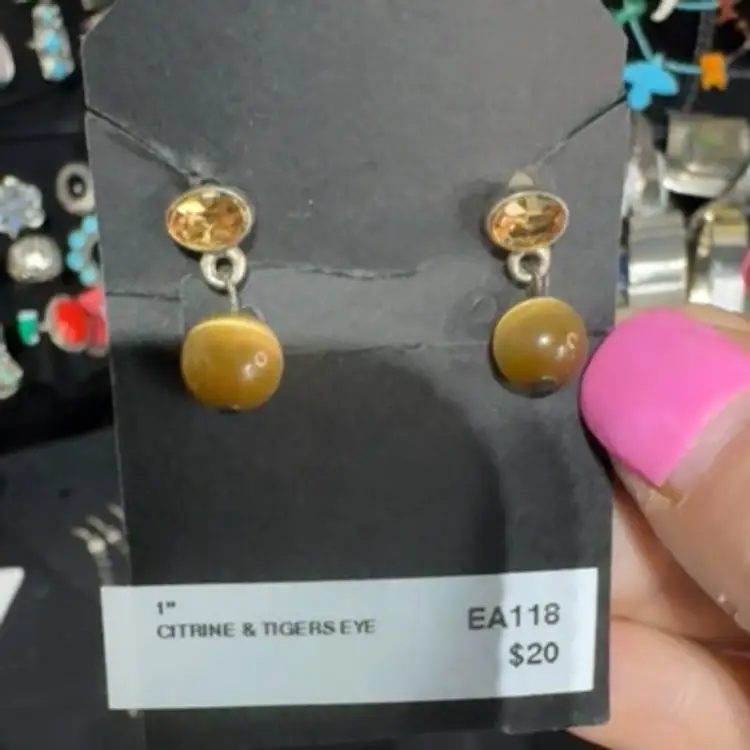 1"
CITRINE & TIGERS EYE
EA118
$20